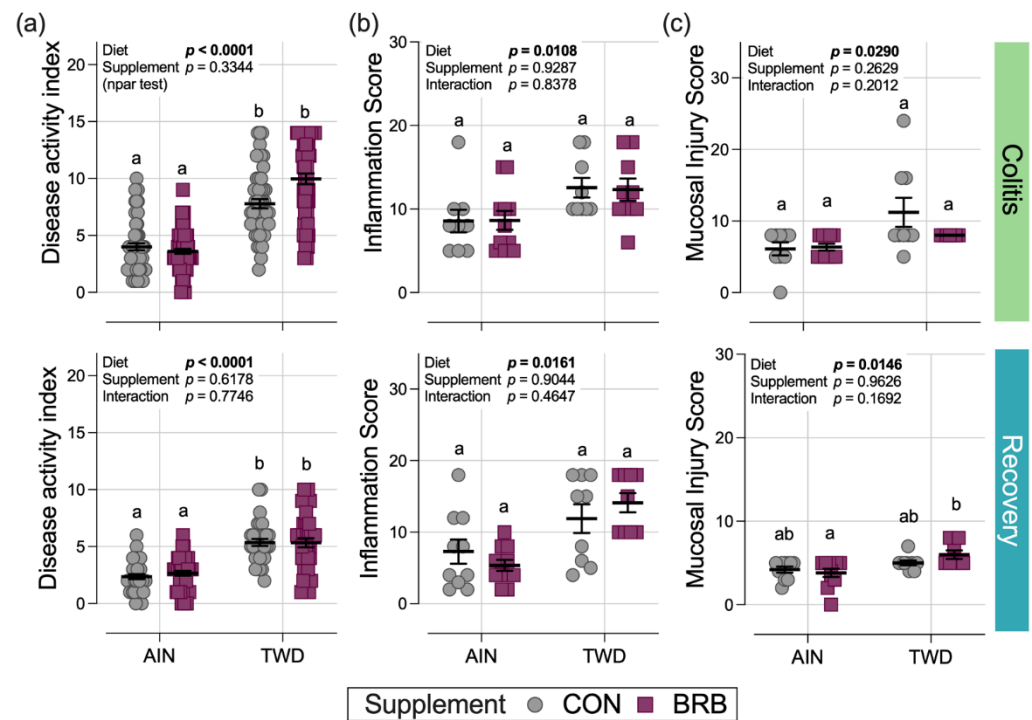 (a)
Disease activity index
20
15
10
5
0
Diet p < 0.0001
Supplement p = 0.3344
(npar test)
a a b b
(b)
Inflammation Score
30
20
10
0
Diet p = 0.0108
Supplement p = 0.9287
Interaction p = 0.8378
a a a a
(c)
Mucosal Injury Score
30
20
10
0
Diet p = 0.0290
Supplement p = 0.2629
Interaction p = 0.2012
a a a a
Colitis
Disease activity index
20
15
10
5
0
Diet p < 0.0001
Supplement p = 0.6178
Interaction p = 0.7746
a a b b
AIN TWD
Inflammation Score
30
20
10
0
Diet p = 0.0161
Supplement p = 0.9044
Interaction p = 0.4647
a a a a
AIN TWD
Mucosal Injury Score
30
20
10
0
Diet p = 0.0146
Supplement p = 0.9626
Interaction p = 0.1692
ab a ab b
AIN TWD
Recovery
Supplement CON BRB